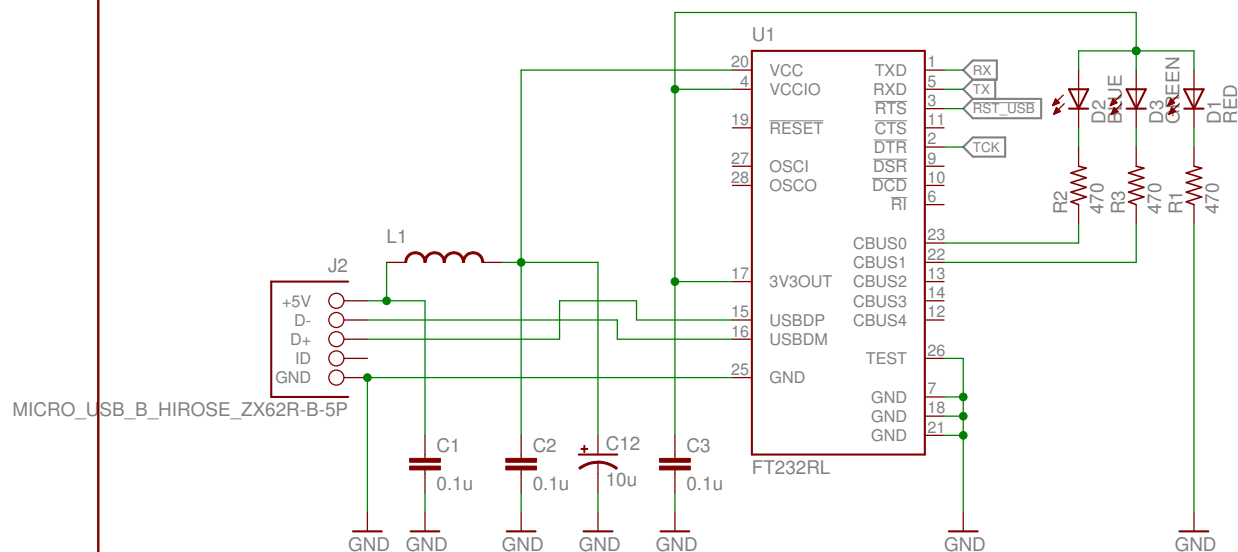 U1
20 VCC TXD 1 RX
4 VCCIO RXD 5 TX
RTS 3 RST_USB
19 RESET CTS 11
DTR 2 TCK
27 OSCI DSR 9
28 OSCO DCD 10
RI 6
CBUS0 23
CBUS1 22
17 3V3OUT CBUS2 13
CBUS3 14
15 USBDP CBUS4 12
16 USBDM
TEST 26
25 GND
GND 7
GND 18
GND 21
FT232RL
D2 BLUE
D3 GREEN
D1 RED
R2 470
R3 470
R1 470
L1
J2
+5V
D-
D+
ID
GND
MICRO_USB_B_HIROSE_ZX62R-B-5P
C1 0.1u
C2 0.1u
C12 10u
+
C3 0.1u
GND GND GND GND GND GND GND